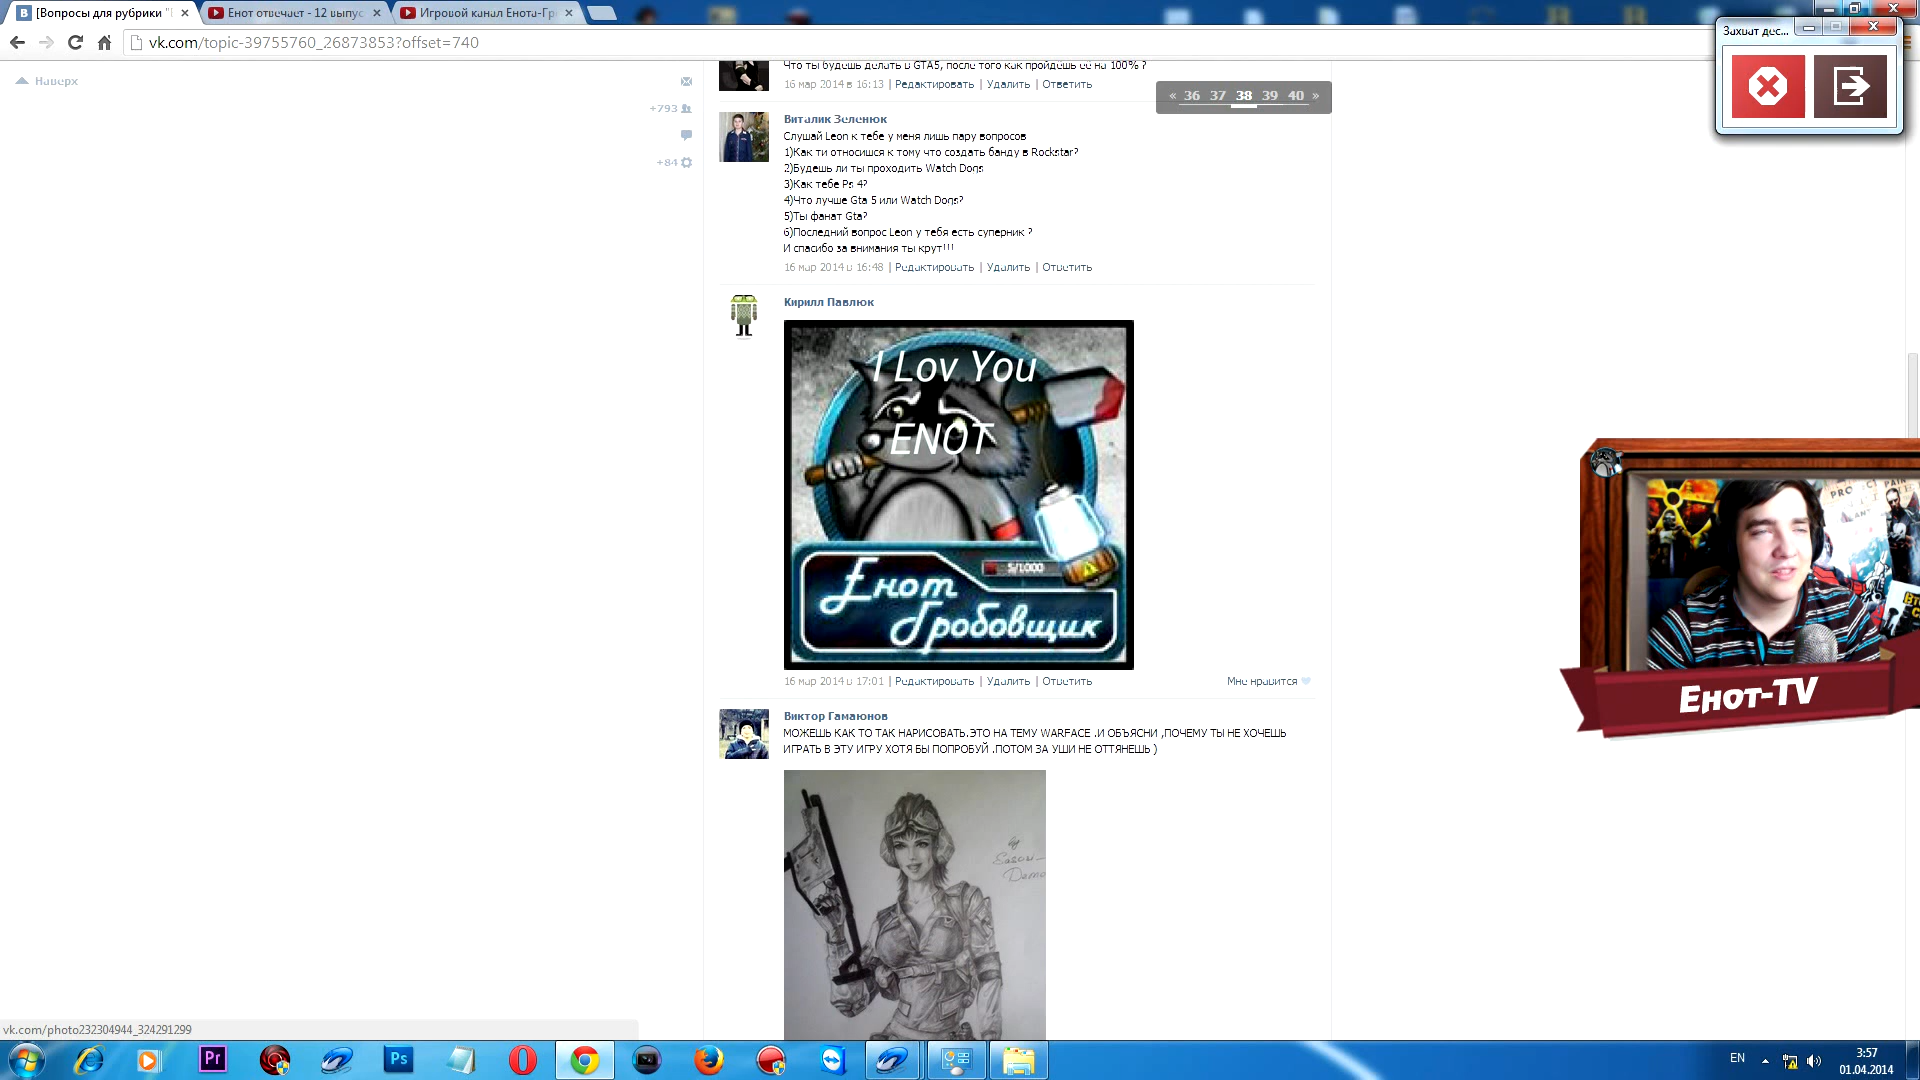 [Вопросы для рубрики "
Енот отвечает - 12 выпус
Игровой канал Енота-Гр
vk.com/topic-39755760_26873853?offset=740
Захват дес...
Наверх
+793
+84
Что ты будешь делать в GTA5, после того как пройдешь её на 100% ?
16 мар 2014 в 16:13 | Редактировать | Удалить | Ответить
« 36 37 38 39 40 »
Виталик Зеленюк
Слушай Leon к тебе у меня лишь пару вопросов
1)Как ти относишся к тому что создать банду в Rockstar?
2)Будешь ли ты проходить Watch Dogs
3)Как тебе Ps 4?
4)Что лучше Gta 5 или Watch Dogs?
5)Ты фанат Gta?
6)Последний вопрос Leon у тебя есть суперник ?
И спасибо за внимания ты крут!!!
16 мар 2014 в 16:48 | Редактировать | Удалить | Ответить
Кирилл Павлюк
I Lov You
ENOT
5/1000
Енот
Гробовщик
16 мар 2014 в 17:01 | Редактировать | Удалить | Ответить
Мне нравится
Виктор Гамаюнов
МОЖЕШЬ КАК ТО ТАК НАРИСОВАТЬ.ЭТО НА ТЕМУ WARFACE .И ОБЪЯСНИ ,ПОЧЕМУ ТЫ НЕ ХОЧЕШЬ
ИГРАТЬ В ЭТУ ИГРУ ХОТЯ БЫ ПОПРОБУЙ .ПОТОМ ЗА УШИ НЕ ОТТЯНЕШЬ )
by
Енот-TV
vk.com/photo232304944_324291299
Pr
Ps
EN
3:57
01.04.2014